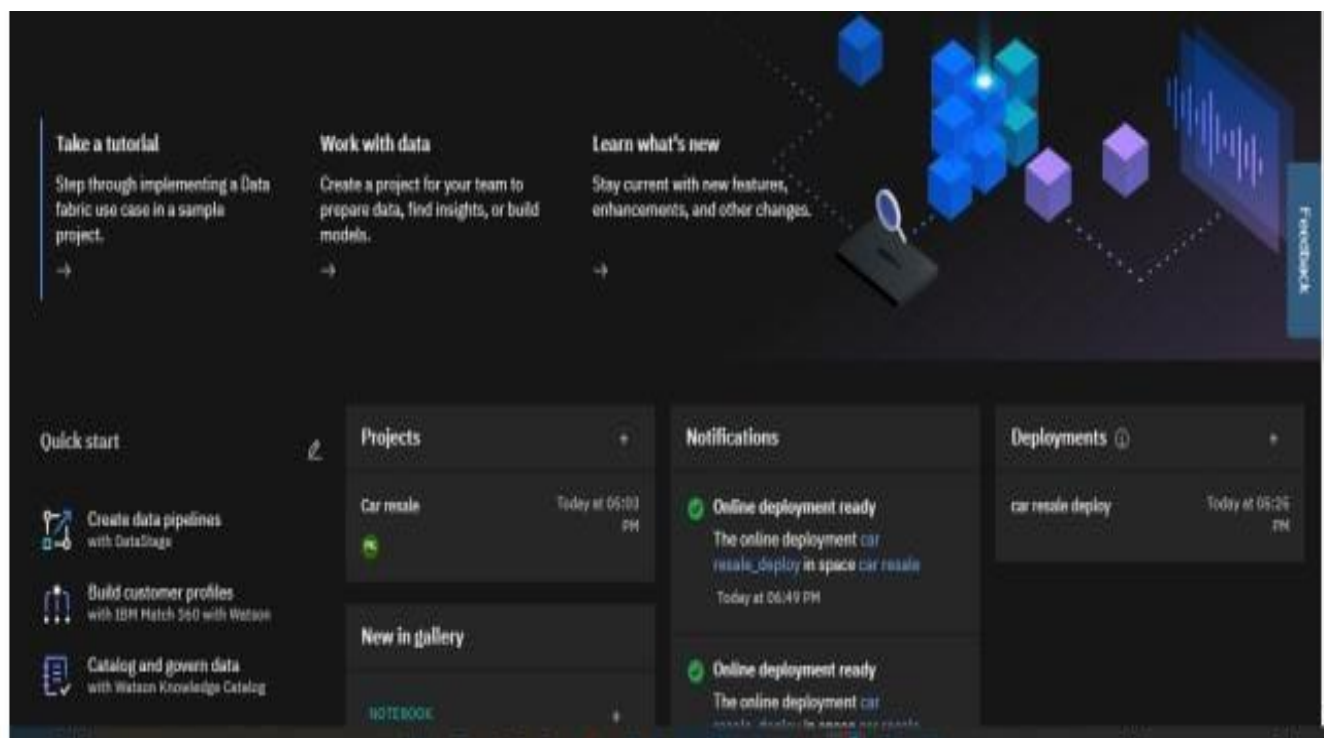 Take a tutorial
Step through implementing a Data
fabric use case in a sample
project.
Work with data
Create a project for your team to
prepare data, find insights, or build
models.
Learn what's new
Stay current with new features,
enhancements, and other changes.
Feedback
Quick start
Create data pipelines
with DataStage
Build customer profiles
with IBM Match 360 with Watson
Catalog and govern data
with Watson Knowledge Catalog
Projects
Car resale
Today at
PM
New in gallery
NOTEBOOK
Notifications
Online deployment ready
The online deployment car
resale_deploy in space car resale
Today at 06:49 PM
Online deployment ready
The online deployment car
resale_deploy in space car resale
Deployments
car resale deploy
Today at
PM